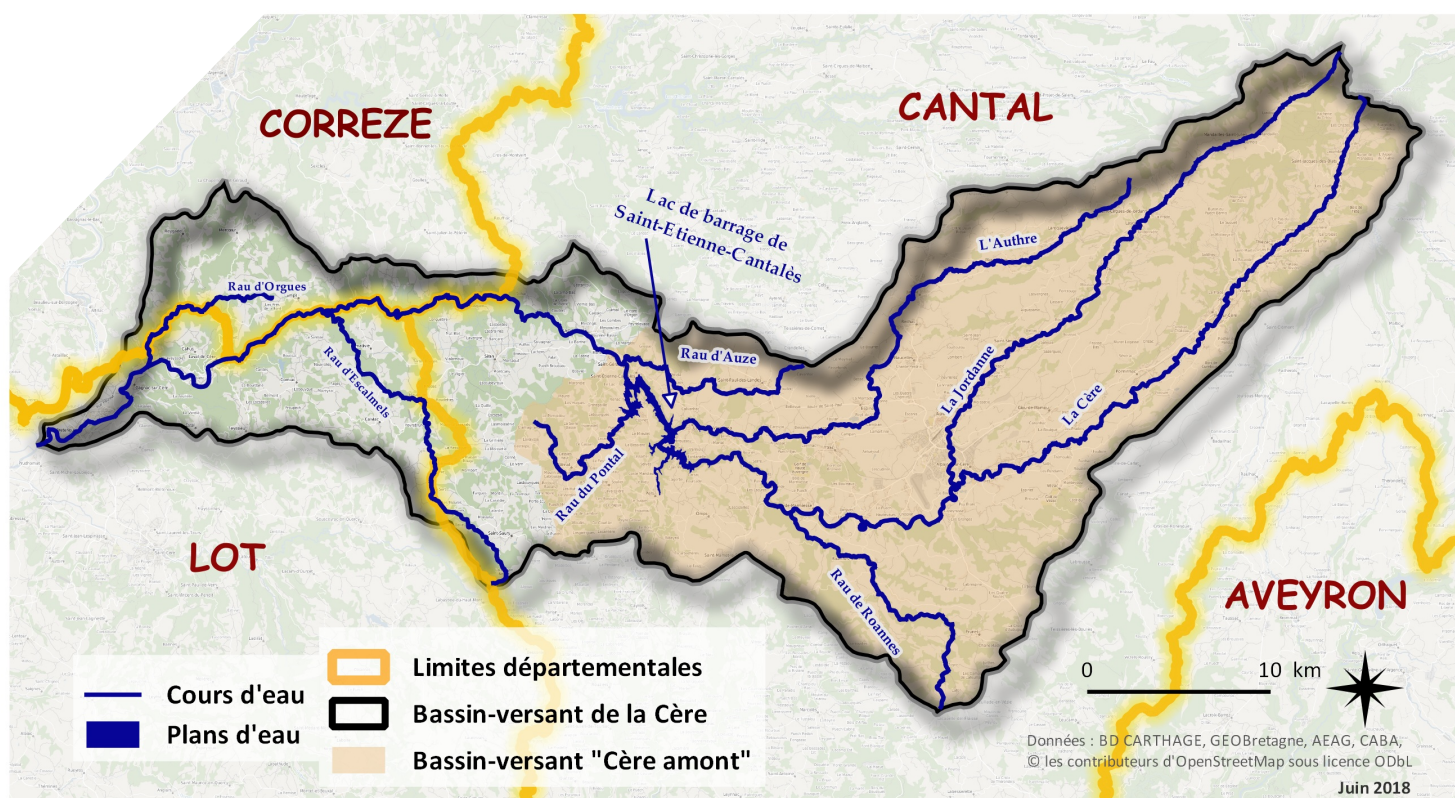 CORREZE
CANTAL
Lac de barrage de
Saint-Etienne-Cantalès
L'Authre
Rau d'Orgues
Rau d'Auze
Rau d'Escalmels
La Jordanne
La Cère
Rau du Pontal
LOT
Rau de Roannes
AVEYRON
Cours d'eau
Plans d'eau
Limites départementales
Bassin-versant de la Cère
Bassin-versant "Cère amont"
0 10 km
Données : BD CARTHAGE, GEOBretagne, AEAG, CABA,
© les contributeurs d'OpenStreetMap sous licence ODbL
Juin 2018